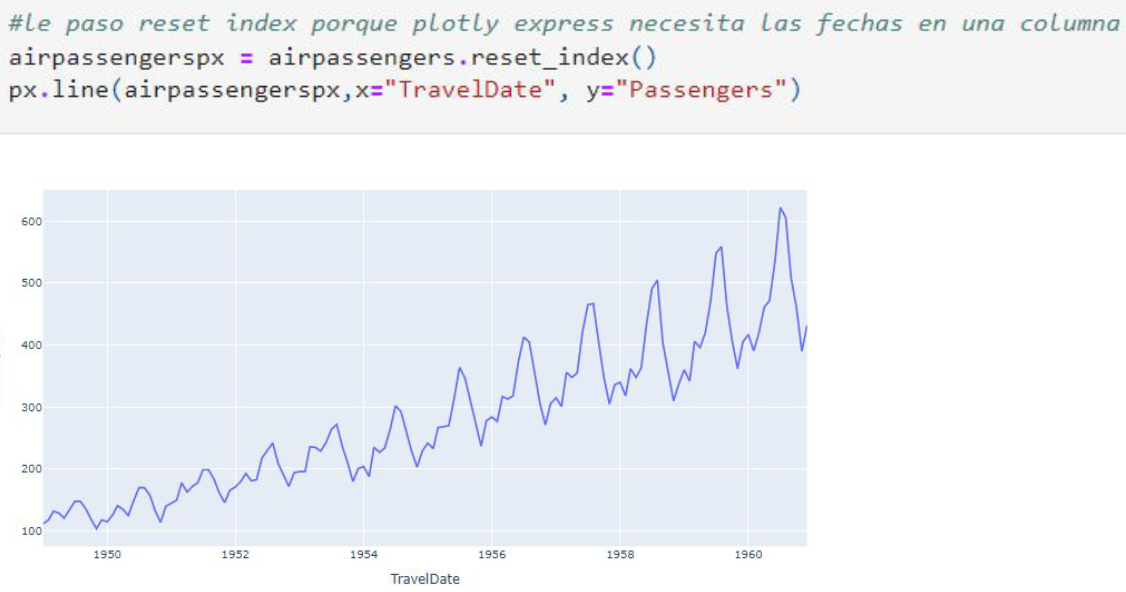 #le paso reset index porque plotly express necesita las fechas en una columna
airpassengerspx = airpassengers.reset_index()
px.line(airpassengerspx,x="TravelDate", y="Passengers")
600
500
400
300
200
100
1950 1952 1954 1956 1958 1960
TravelDate